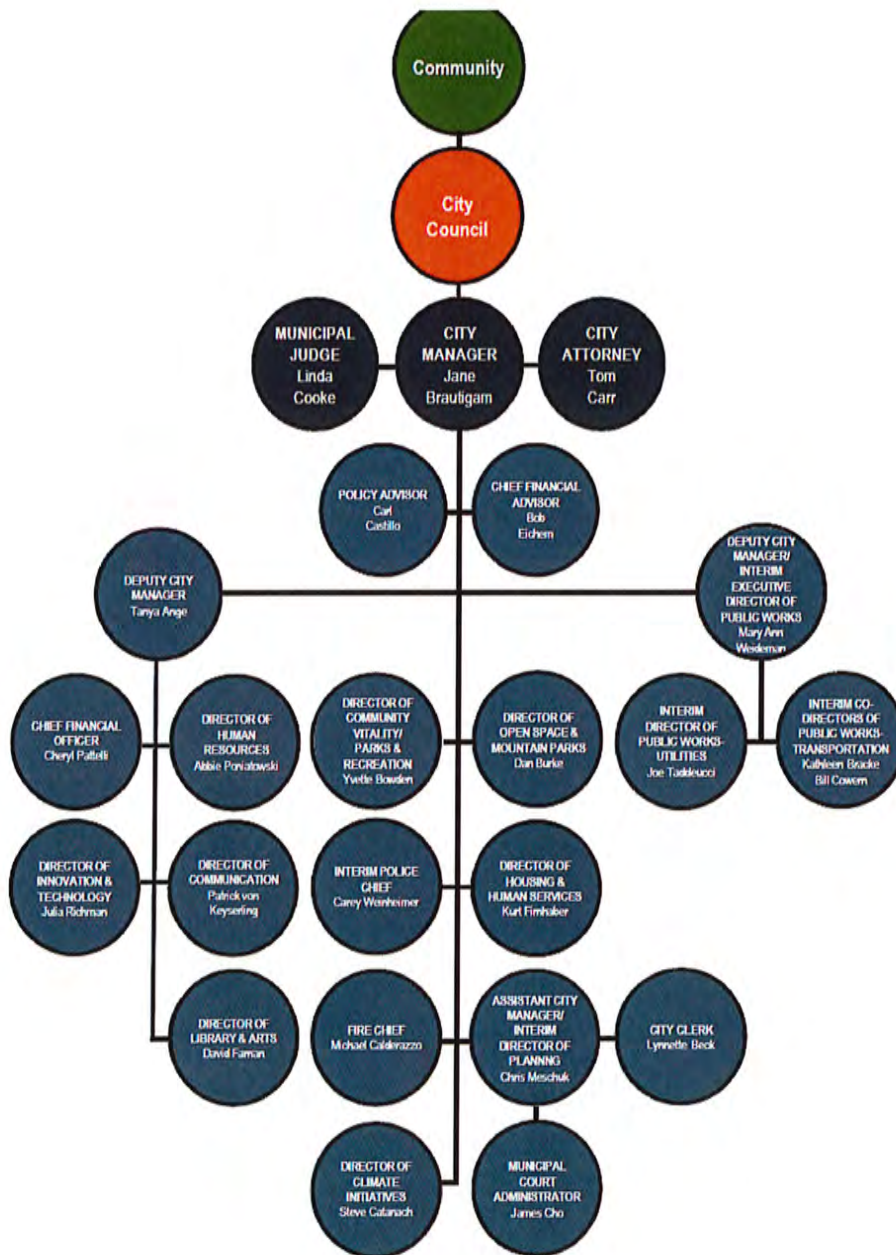 Community
City
Council
MUNICIPAL
JUDGE
Linda
Cooke
CITY
MANAGER
Jane
Brautigam
CITY
ATTORNEY
Tom
Carr
POLICY ADVISOR
Carl
Castillo
CHIEF FINANCIAL
ADVISOR
Bob
Eichem
DEPUTY CITY
MANAGER
Tanya Ange
DEPUTY CITY
MANAGER/
INTERIM
EXECUTIVE
DIRECTOR OF
PUBLIC WORKS
Mary Ann
Weideman
CHIEF FINANCIAL
OFFICER
Cheryl Pattelli
DIRECTOR OF
HUMAN
RESOURCES
Abbie Poniatowski
DIRECTOR OF
COMMUNITY
VITALITY/
PARKS &
RECREATION
Yvette Bowden
DIRECTOR OF
OPEN SPACE &
MOUNTAIN PARKS
Dan Burke
INTERIM
DIRECTOR OF
PUBLIC WORKS-
UTILITIES
Joe Taddeucci
INTERIM CO-
DIRECTORS OF
PUBLIC WORKS-
TRANSPORTATION
Kathleen Bracke
Bill Cowern
DIRECTOR OF
INNOVATION &
TECHNOLOGY
Julia Richman
DIRECTOR OF
COMMUNICATION
Patrick von
Keyserling
INTERIM POLICE
CHIEF
Carey Weinheimer
DIRECTOR OF
HOUSING &
HUMAN SERVICES
Kurt Firnhaber
DIRECTOR OF
LIBRARY & ARTS
David Farnan
FIRE CHIEF
Michael Calderazzo
ASSISTANT CITY
MANAGER/
INTERIM
DIRECTOR OF
PLANNNG
Chris Meschuk
CITY CLERK
Lynnette Beck
DIRECTOR OF
CLIMATE
INITIATIVES
Steve Catanach
MUNICIPAL
COURT
ADMINISTRATOR
James Cho